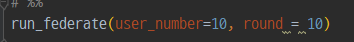 # %%
run_federate(user_number=10, round = 10)